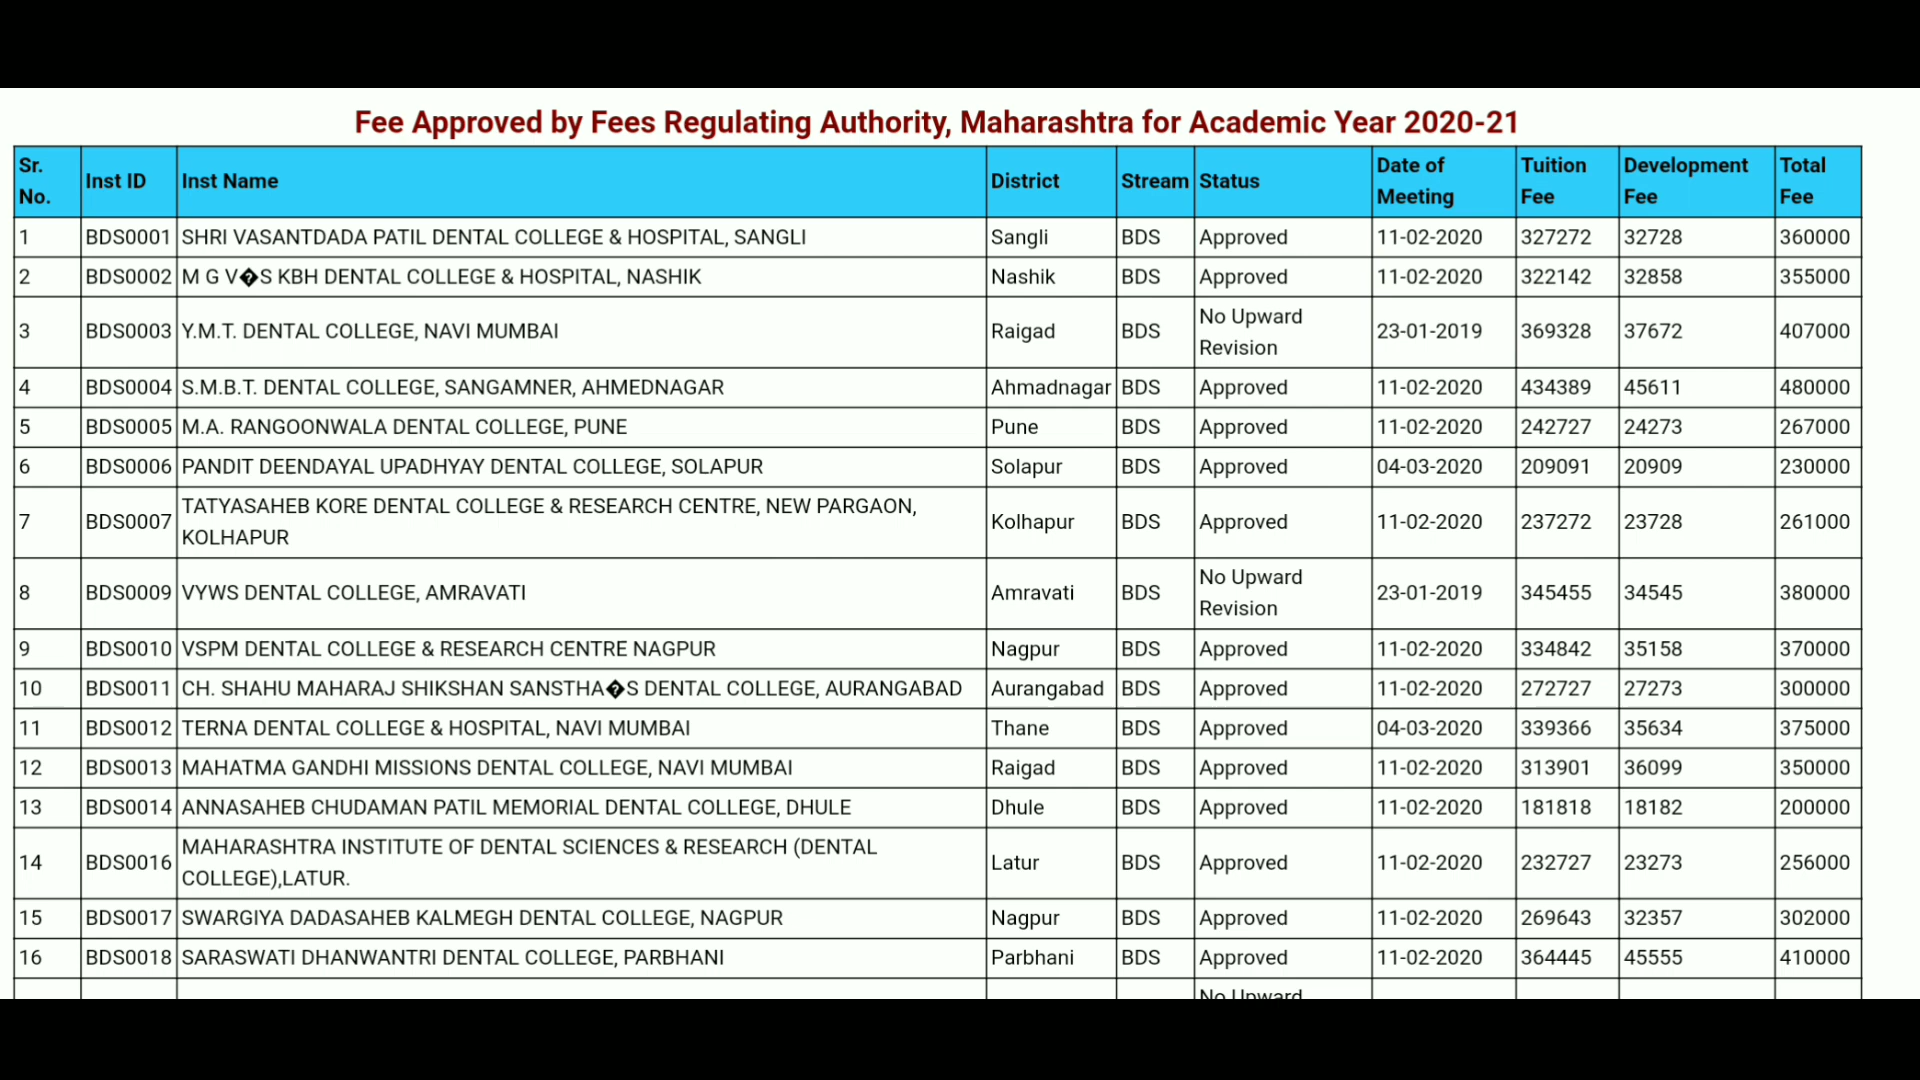 Fee Approved by Fees Regulating Authority, Maharashtra for Academic Year 2020-21
Sr. No. Inst ID Inst Name District Stream Status Date of Meeting Tuition Fee Development Fee Total Fee
1 BDS0001 SHRI VASANTDADA PATIL DENTAL COLLEGE & HOSPITAL, SANGLI Sangli BDS Approved 11-02-2020 327272 32728 360000
2 BDS0002 M G V�S KBH DENTAL COLLEGE & HOSPITAL, NASHIK Nashik BDS Approved 11-02-2020 322142 32858 355000
3 BDS0003 Y.M.T. DENTAL COLLEGE, NAVI MUMBAI Raigad BDS No Upward Revision 23-01-2019 369328 37672 407000
4 BDS0004 S.M.B.T. DENTAL COLLEGE, SANGAMNER, AHMEDNAGAR Ahmadnagar BDS Approved 11-02-2020 434389 45611 480000
5 BDS0005 M.A. RANGOONWALA DENTAL COLLEGE, PUNE Pune BDS Approved 11-02-2020 242727 24273 267000
6 BDS0006 PANDIT DEENDAYAL UPADHYAY DENTAL COLLEGE, SOLAPUR Solapur BDS Approved 04-03-2020 209091 20909 230000
7 BDS0007 TATYASAHEB KORE DENTAL COLLEGE & RESEARCH CENTRE, NEW PARGAON, KOLHAPUR Kolhapur BDS Approved 11-02-2020 237272 23728 261000
8 BDS0009 VYWS DENTAL COLLEGE, AMRAVATI Amravati BDS No Upward Revision 23-01-2019 345455 34545 380000
9 BDS0010 VSPM DENTAL COLLEGE & RESEARCH CENTRE NAGPUR Nagpur BDS Approved 11-02-2020 334842 35158 370000
10 BDS0011 CH. SHAHU MAHARAJ SHIKSHAN SANSTHA�S DENTAL COLLEGE, AURANGABAD Aurangabad BDS Approved 11-02-2020 272727 27273 300000
11 BDS0012 TERNA DENTAL COLLEGE & HOSPITAL, NAVI MUMBAI Thane BDS Approved 04-03-2020 339366 35634 375000
12 BDS0013 MAHATMA GANDHI MISSIONS DENTAL COLLEGE, NAVI MUMBAI Raigad BDS Approved 11-02-2020 313901 36099 350000
13 BDS0014 ANNASAHEB CHUDAMAN PATIL MEMORIAL DENTAL COLLEGE, DHULE Dhule BDS Approved 11-02-2020 181818 18182 200000
14 BDS0016 MAHARASHTRA INSTITUTE OF DENTAL SCIENCES & RESEARCH (DENTAL COLLEGE),LATUR. Latur BDS Approved 11-02-2020 232727 23273 256000
15 BDS0017 SWARGIYA DADASAHEB KALMEGH DENTAL COLLEGE, NAGPUR Nagpur BDS Approved 11-02-2020 269643 32357 302000
16 BDS0018 SARASWATI DHANWANTRI DENTAL COLLEGE, PARBHANI Parbhani BDS Approved 11-02-2020 364445 45555 410000
No Upward